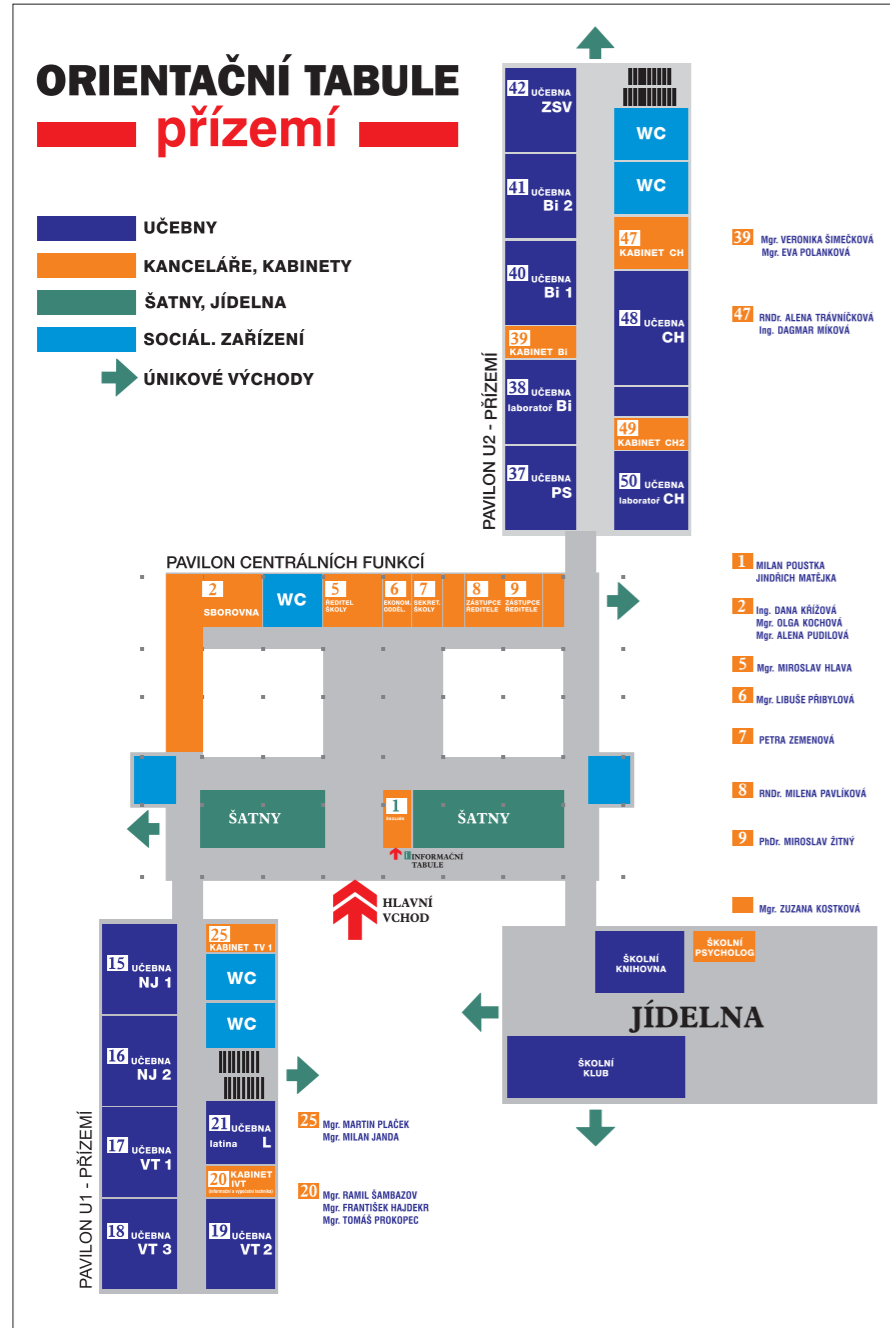 ORIENTAČNÍ TABULE
přízemí
UČEBNY
KANCELÁŘE, KABINETY
ŠATNY, JÍDELNA
SOCIÁL. ZAŘÍZENÍ
ÚNIKOVÉ VÝCHODY
PAVILON U2 - PŘÍZEMÍ
42 UČEBNA
ZSV
41 UČEBNA
Bi 2
40 UČEBNA
Bi 1
39
KABINET Bi
38 UČEBNA
laboratoř Bi
37 UČEBNA
PS
WC
WC
47
KABINET CH
48 UČEBNA
CH
49
KABINET CH2
50 UČEBNA
laboratoř CH
39 Mgr. VERONIKA ŠIMEČKOVÁ
Mgr. EVA POLANKOVÁ
47 RNDr. ALENA TRÁVNÍČKOVÁ
Ing. DAGMAR MÍKOVÁ
PAVILON CENTRÁLNÍCH FUNKCÍ
2
SBOROVNA
WC
5
ŘEDITEL
ŠKOLY
6
EKONOM.
ODDĚL.
7
SEKRET.
ŠKOLY
8
ZÁSTUPCE
ŘEDITELE
9
ZÁSTUPCE
ŘEDITELE
1 MILAN POUSTKA
JINDŘICH MATĚJKA
2 Ing. DANA KŘÍŽOVÁ
Mgr. OLGA KOCHOVÁ
Mgr. ALENA PUDILOVÁ
5 Mgr. MIROSLAV HLAVA
6 Mgr. LIBUŠE PŘIBYLOVÁ
7 PETRA ZEMENOVÁ
8 RNDr. MILENA PAVLÍKOVÁ
9 PhDr. MIROSLAV ŽITNÝ
Mgr. ZUZANA KOSTKOVÁ
ŠATNY
1
ŠATNY
INFORMAČNÍ
TABULE
HLAVNÍ
VCHOD
ŠKOLNÍ
KNIHOVNA
ŠKOLNÍ
PSYCHOLOG
JÍDELNA
ŠKOLNÍ
KLUB
PAVILON U1 - PŘÍZEMÍ
15 UČEBNA
NJ 1
16 UČEBNA
NJ 2
17 UČEBNA
VT 1
18 UČEBNA
VT 3
25
KABINET TV 1
WC
WC
21 UČEBNA
latina L
20 KABINET
IVT
(informační a výpočetní technika)
19 UČEBNA
VT 2
25 Mgr. MARTIN PLAČEK
Mgr. MILAN JANDA
20 Mgr. RAMIL ŠAMBAZOV
Mgr. FRANTIŠEK HAJDEKR
Mgr. TOMÁŠ PROKOPEC